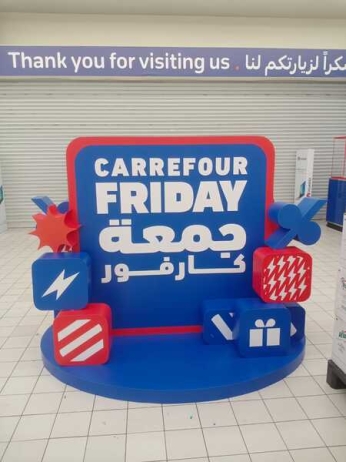 Thank you for visiting us . شكراً لزيارتكم لنا
CARREFOUR
FRIDAY
جمعة
كارفور